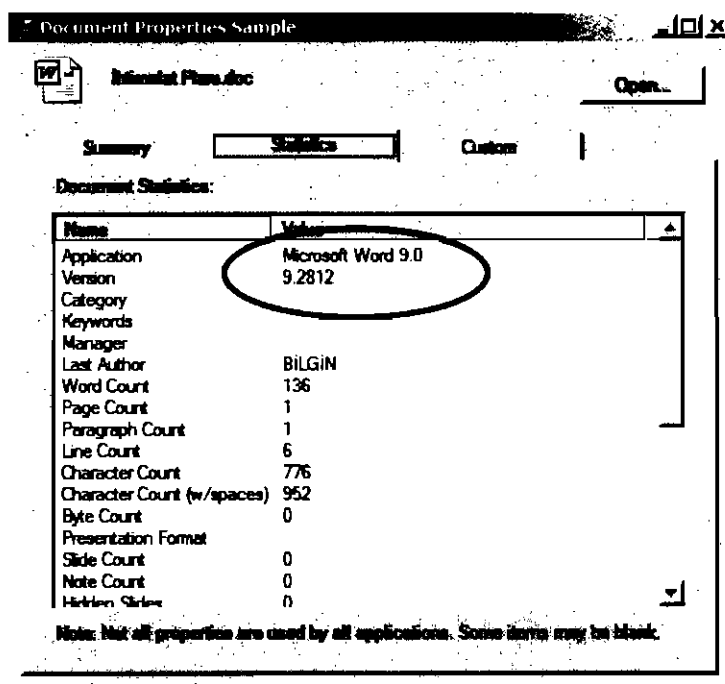 Document Properties Sample
.doc
Open...
Summary Statistics Custom
Document Statistics:
Name Value
Application Microsoft Word 9.0
Version 9.2812
Category
Keywords
Manager
Last Author BiLGiN
Word Count 136
Page Count 1
Paragraph Count 1
Line Count 6
Character Count 776
Character Count (w/spaces) 952
Byte Count 0
Presentation Format
Slide Count 0
Note Count 0
Hidden Slides 0
Note: Not all properties are used by all applications. Some items may be blank.